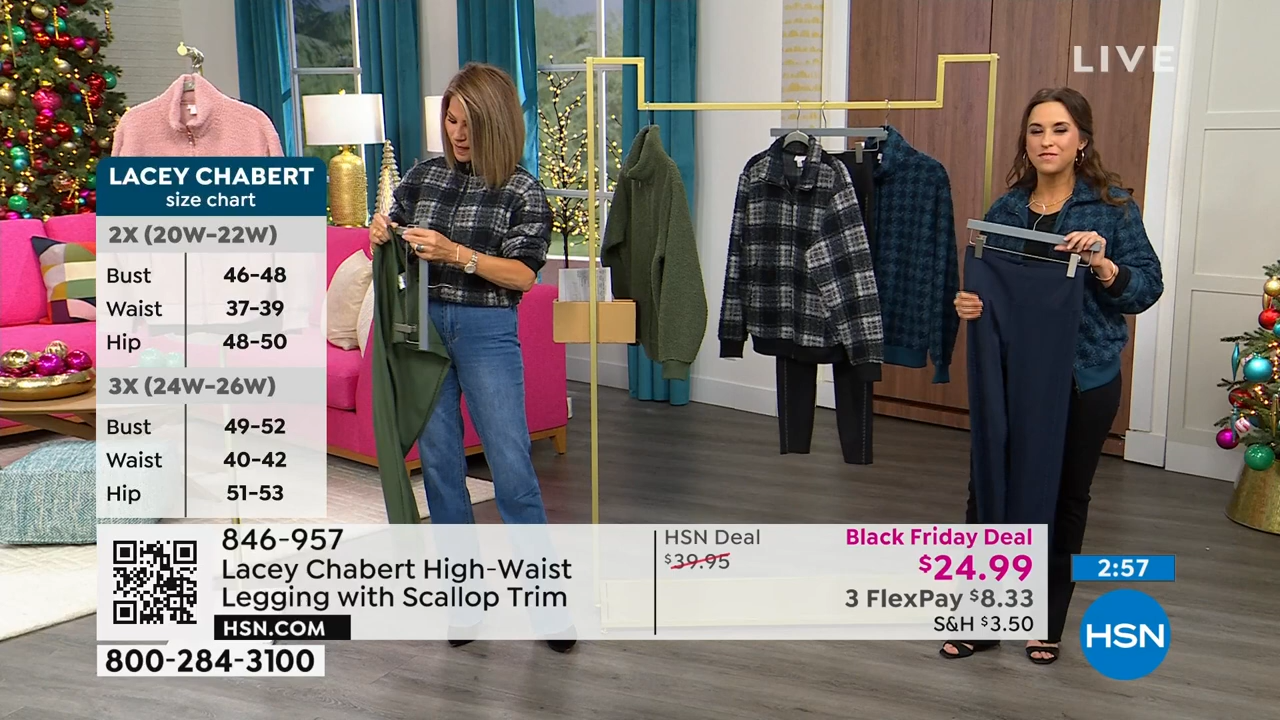 LIVE
LACEY CHABERT
size chart
2X (20W-22W)
Bust 46-48
Waist 37-39
Hip 48-50
3X (24W-26W)
Bust 49-52
Waist 40-42
Hip 51-53
846-957
Lacey Chabert High-Waist
Legging with Scallop Trim
HSN.COM
800-284-3100
HSN Deal
$39.95
Black Friday Deal
$24.99
3 FlexPay $8.33
S&H $3.50
2:57
HSN